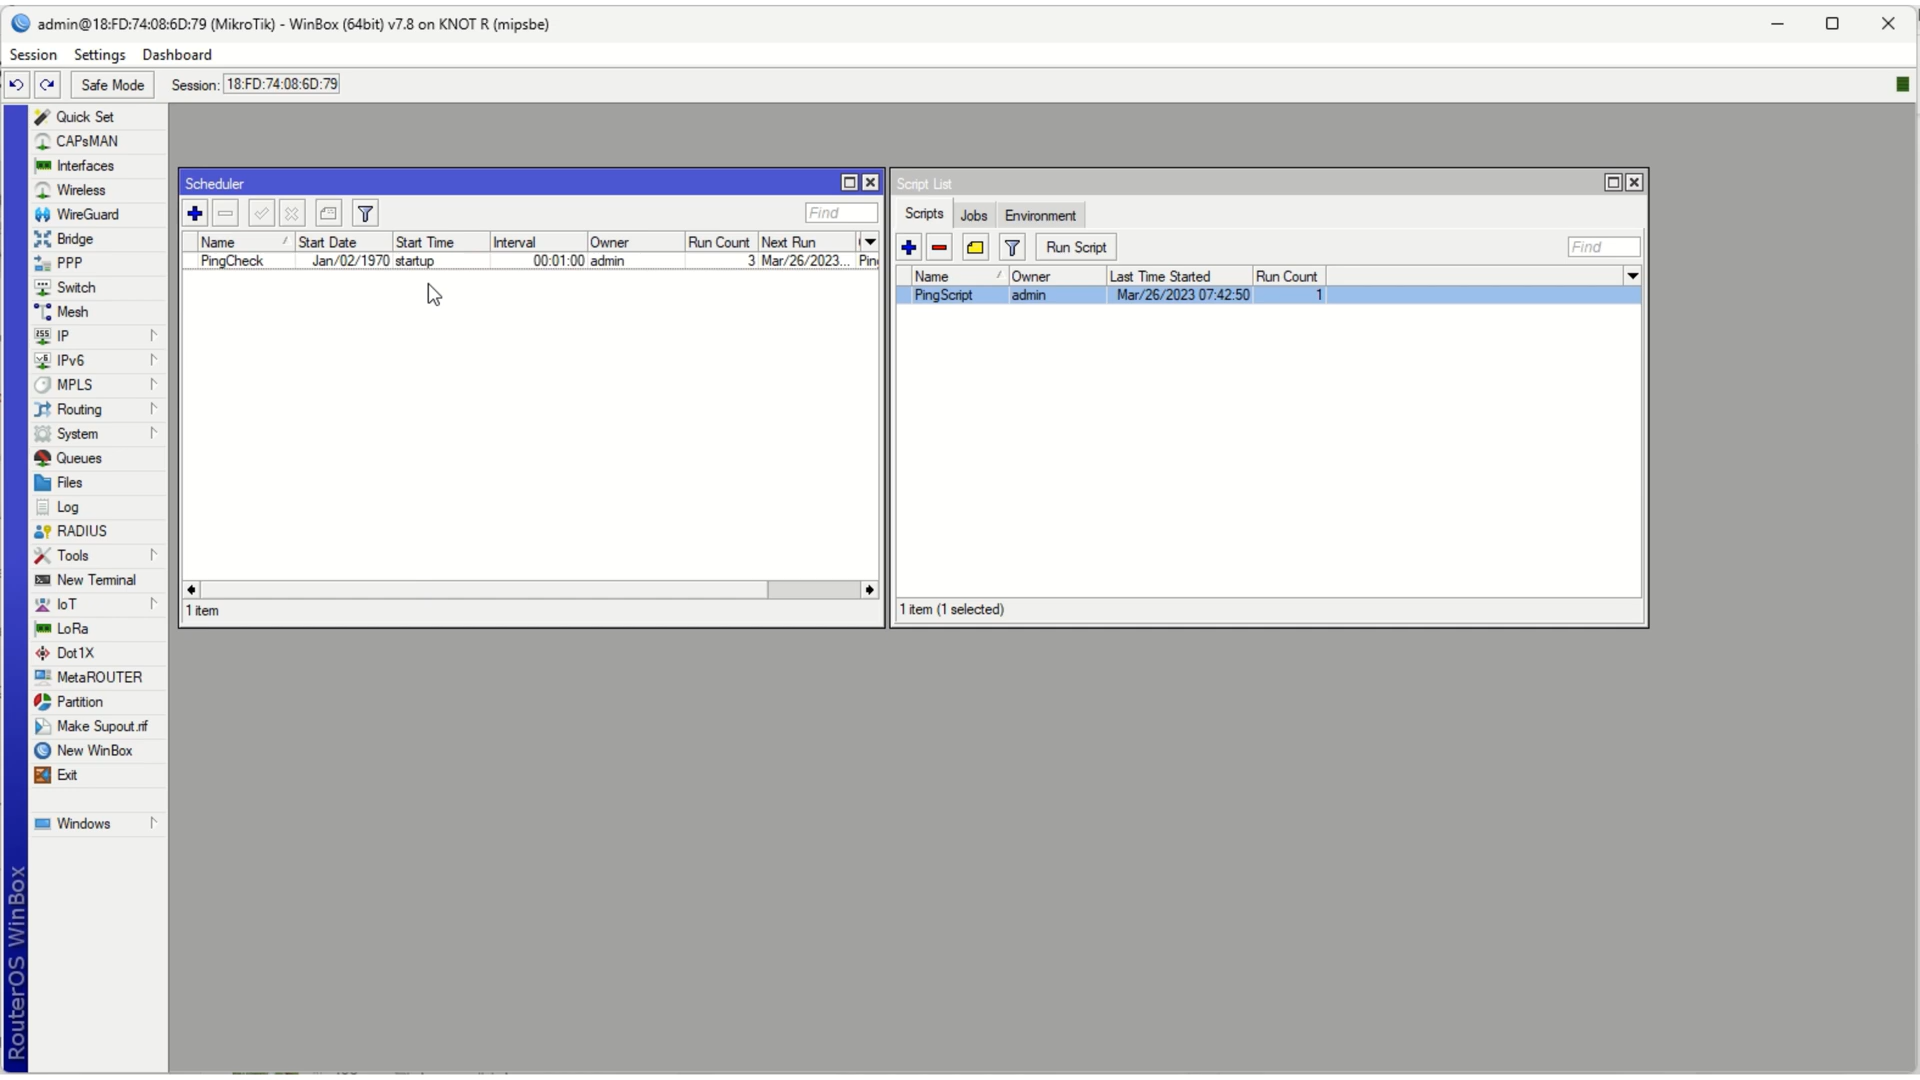 admin@18:FD:74:08:6D:79 (MikroTik) - WinBox (64bit) v7.8 on KNOT R (mipsbe)
Session Settings Dashboard
Safe Mode Session: 18:FD:74:08:6D:79
Quick Set
CAPsMAN
Interfaces
Wireless
WireGuard
Bridge
PPP
Switch
Mesh
IP
IPv6
MPLS
Routing
System
Queues
Files
Log
RADIUS
Tools
New Terminal
IoT
LoRa
Dot1X
MetaROUTER
Partition
Make Supout.rif
New WinBox
Exit
Windows
RouterOS WinBox
Scheduler
Find
Name Start Date Start Time Interval Owner Run Count Next Run
PingCheck Jan/02/1970 startup 00:01:00 admin 3 Mar/26/2023... Pin
1 item
Script List
Scripts Jobs Environment
Run Script Find
Name Owner Last Time Started Run Count
PingScript admin Mar/26/2023 07:42:50 1
1 item (1 selected)